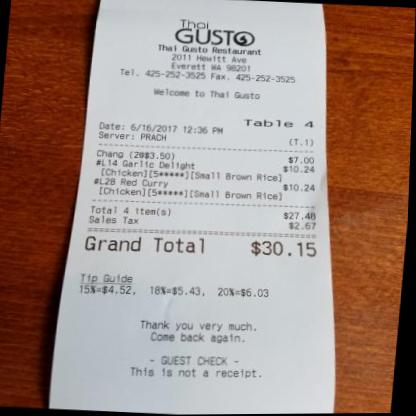 Thai
GUSTO
Thai Gusto Restaurant
2011 Hewitt Ave
Everett WA 98201
Tel. 425-252-3525 Fax. 425-252-3525
Welcome to Thai Gusto
Table 4
Date: 6/16/2017 12:36 PM (T.1)
Server: PRACH
Chang (2@$3.50) $7.00
#L14 Garlic Delight $10.24
[Chicken][5*****][Small Brown Rice]
#L28 Red Curry $10.24
[Chicken][5*****][Small Brown Rice]
Total 4 item(s) $27.48
Sales Tax $2.67
Grand Total $30.15
Tip Guide
15%=$4.52, 18%=$5.43, 20%=$6.03
Thank you very much.
Come back again.
- GUEST CHECK -
This is not a receipt.